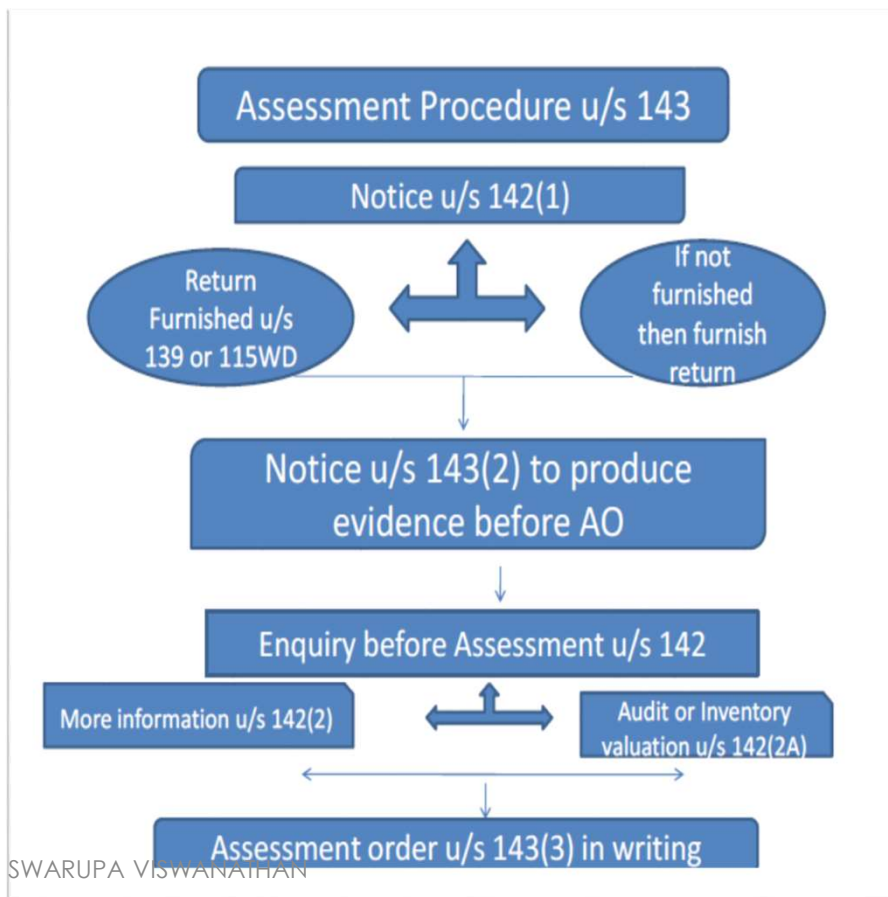 Assessment Procedure u/s 143
Notice u/s 142(1)
Return
Furnished u/s
139 or 115WD
If not
furnished
then furnish
return
Notice u/s 143(2) to produce
evidence before AO
Enquiry before Assessment u/s 142
More information u/s 142(2)
Audit or Inventory
valuation u/s 142(2A)
Assessment order u/s 143(3) in writing
SWARUPA VISWANATHAN